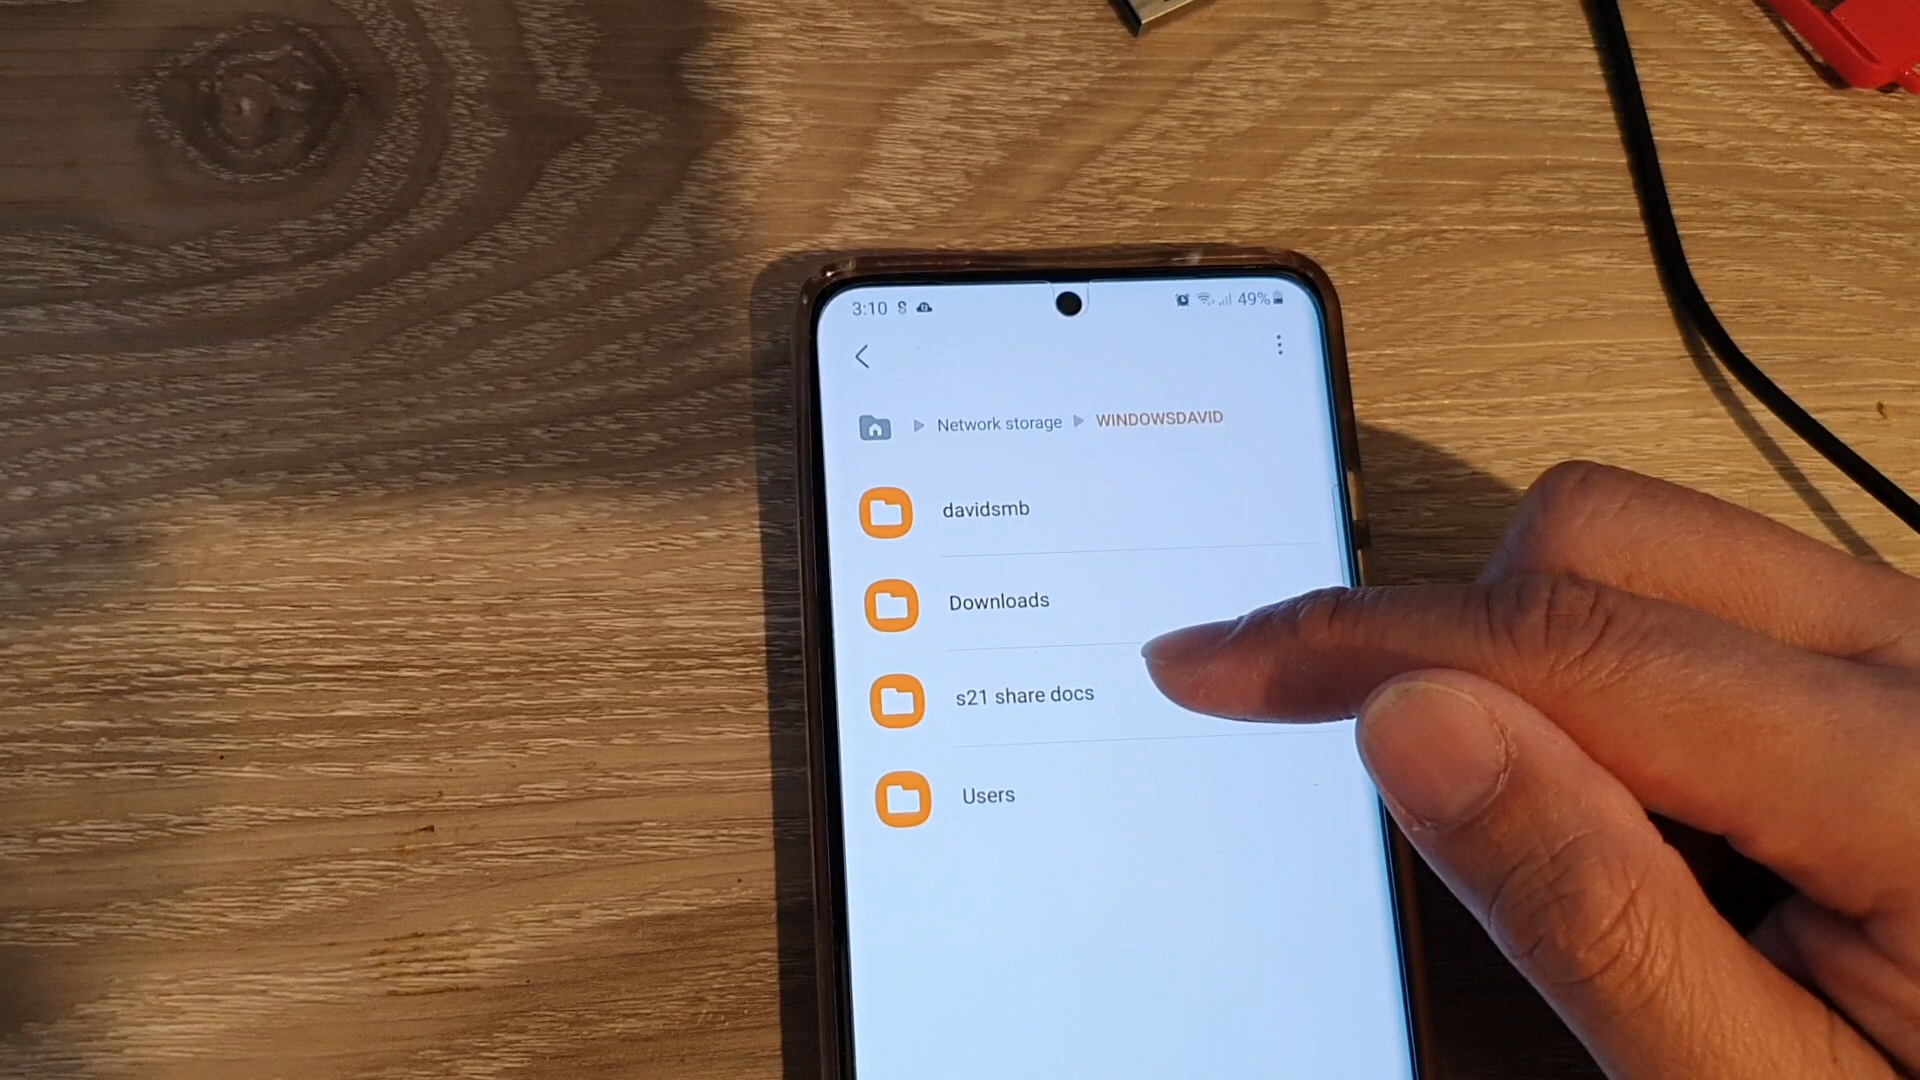 3:10 49%
Network storage WINDOWSDAVID
davidsmb
Downloads
s21 share docs
Users